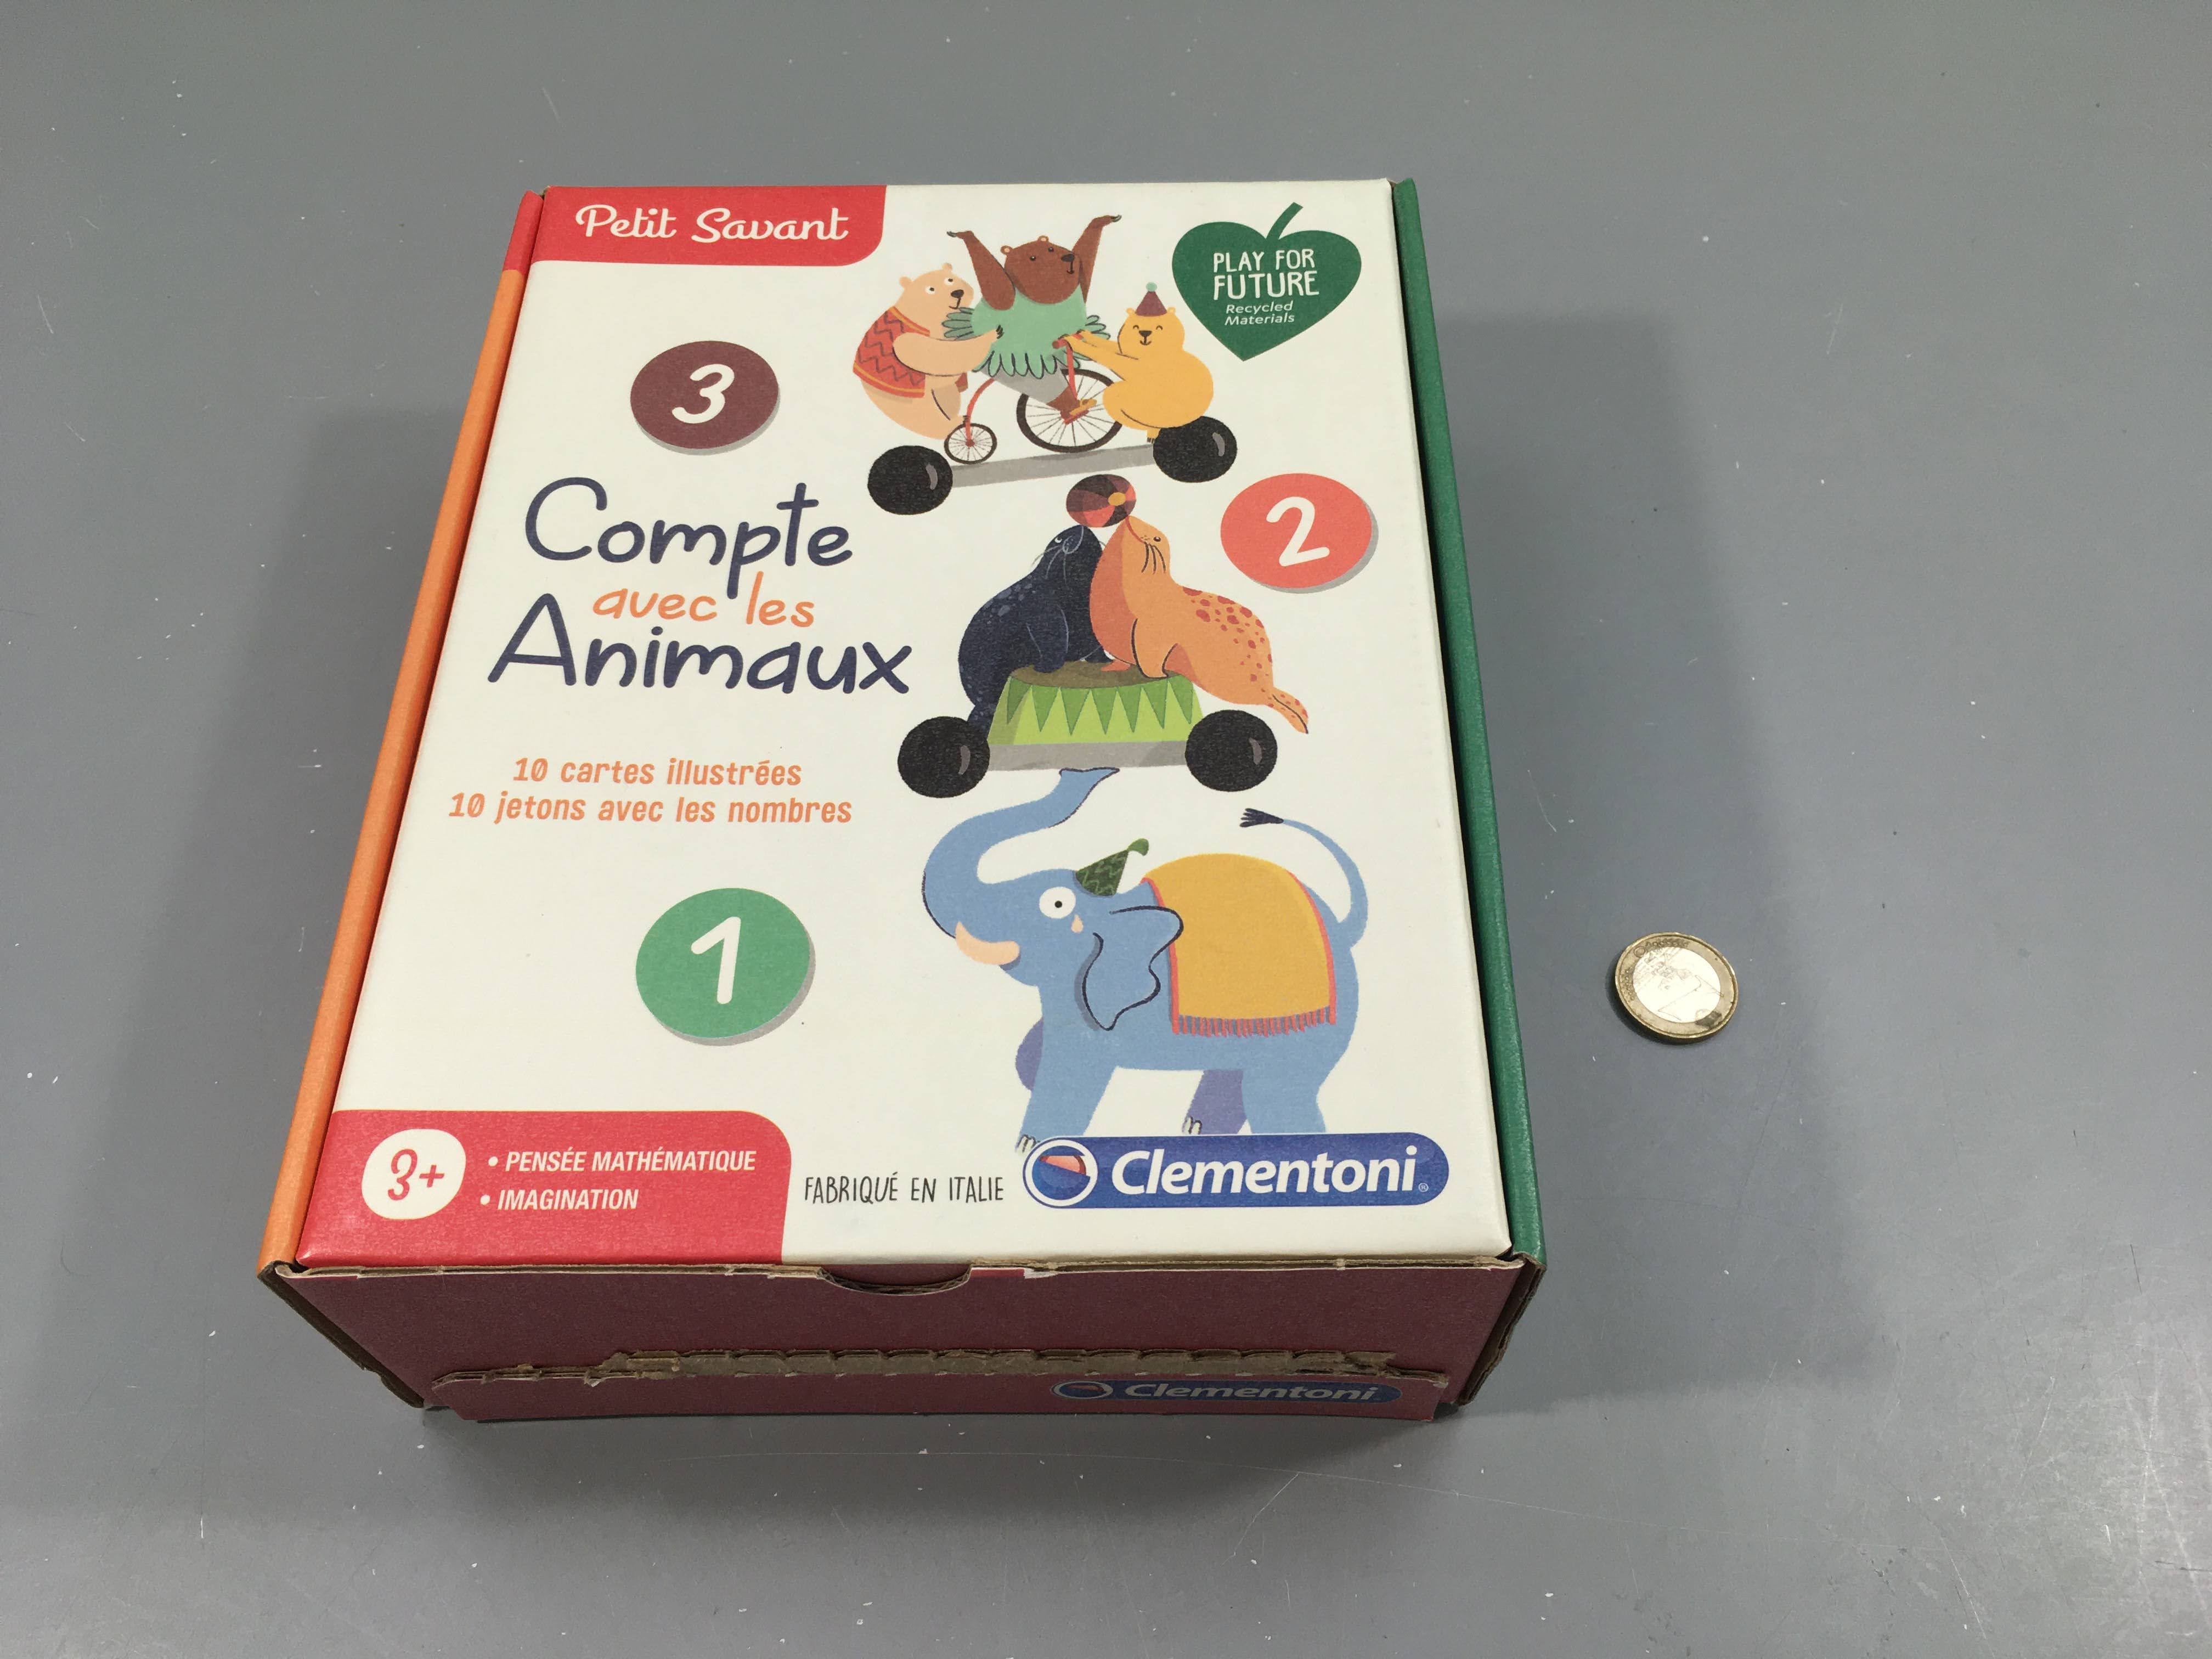 Petit Savant
PLAY FOR
FUTURE
Recycled
Materials
3
Compte
avec les
Animaux
2
10 cartes illustrées
10 jetons avec les nombres
1
3+
• PENSÉE MATHÉMATIQUE
• IMAGINATION
FABRIQUÉ EN ITALIE
Clementoni
Clementoni